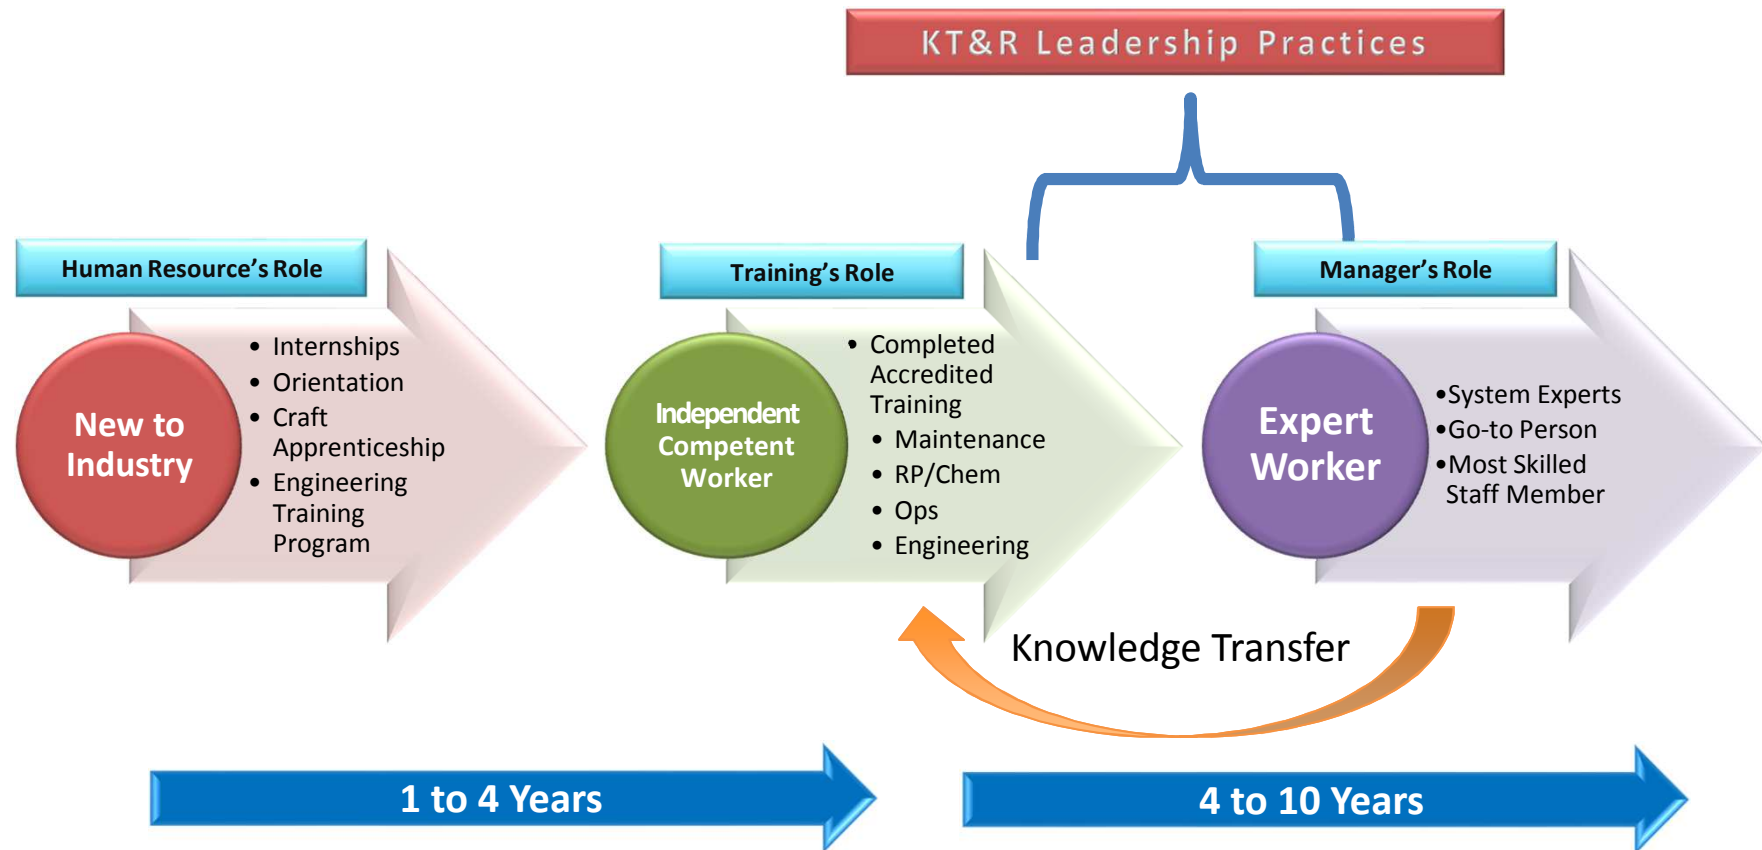 KT&R Leadership Practices
Human Resource's Role
Training's Role
Manager's Role
New to
Industry
• Internships
• Orientation
• Craft
Apprenticeship
• Engineering
Training
Program
Independent
Competent
Worker
• Completed
Accredited
Training
• Maintenance
• RP/Chem
• Ops
• Engineering
Expert
Worker
•System Experts
•Go-to Person
•Most Skilled
Staff Member
Knowledge Transfer
1 to 4 Years
4 to 10 Years